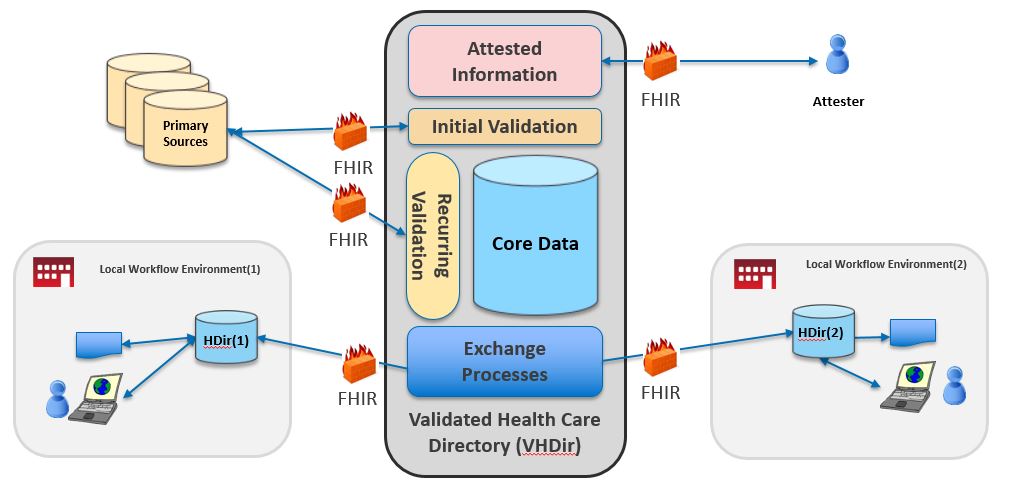 Attested
Information
FHIR
Attester
Primary
Sources
FHIR
Initial Validation
FHIR
Recurring
Validation
Core Data
Local Workflow Environment(1)
HDir(1)
FHIR
Exchange
Processes
FHIR
Local Workflow Environment(2)
HDir(2)
Validated Health Care
Directory (VHDir)